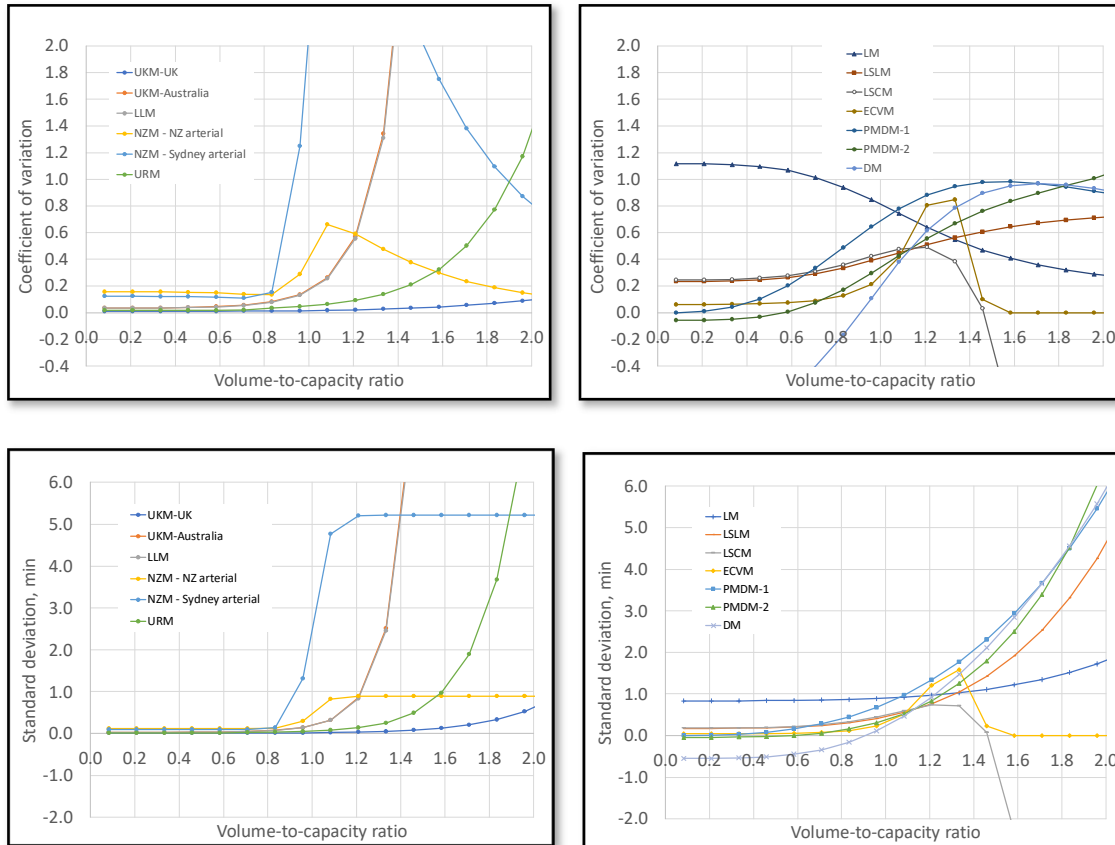 2.0
1.8
1.6
1.4
1.2
1.0
0.8
0.6
0.4
0.2
0.0
-0.2
-0.4
Coefficient of variation
UKM-UK
UKM-Australia
LLM
NZM - NZ arterial
NZM - Sydney arterial
URM
0.0 0.2 0.4 0.6 0.8 1.0 1.2 1.4 1.6 1.8 2.0
Volume-to-capacity ratio
2.0
1.8
1.6
1.4
1.2
1.0
0.8
0.6
0.4
0.2
0.0
-0.2
-0.4
Coefficient of variation
LM
LSLM
LSCM
ECVM
PMDM-1
PMDM-2
DM
0.0 0.2 0.4 0.6 0.8 1.0 1.2 1.4 1.6 1.8 2.0
Volume-to-capacity ratio
6.0
5.0
4.0
3.0
2.0
1.0
0.0
-1.0
-2.0
Standard deviation, min
UKM-UK
UKM-Australia
LLM
NZM - NZ arterial
NZM - Sydney arterial
URM
0.0 0.2 0.4 0.6 0.8 1.0 1.2 1.4 1.6 1.8 2.0
Volume-to-capacity ratio
6.0
5.0
4.0
3.0
2.0
1.0
0.0
-1.0
-2.0
Standard deviation, min
LM
LSLM
LSCM
ECVM
PMDM-1
PMDM-2
DM
0.0 0.2 0.4 0.6 0.8 1.0 1.2 1.4 1.6 1.8 2.0
Volume-to-capacity ratio